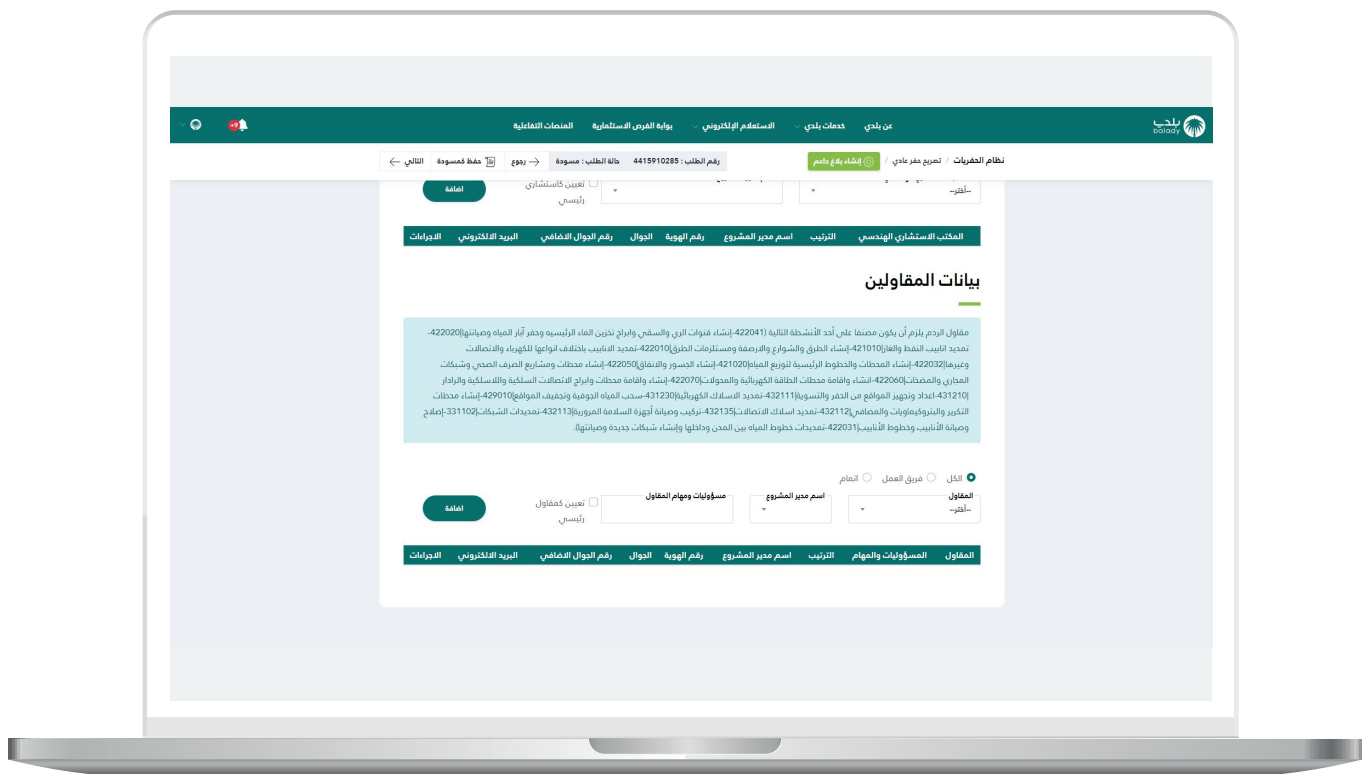 بلدي
balady
عن بلدي خدمات بلدي الاستعلام الإلكتروني بوابة الفرص الاستثمارية المنصات التفاعلية
+9
نظام الحفريات / تصريح حفر عادي / إنشاء بلاغ داعم
رقم الطلب : 4415910285 حالة الطلب : مسودة رجوع حفظ كمسودة التالي
--أختر--
تعيين كاستشاري
رئيسي
اضافة
المكتب الاستشاري الهندسي الترتيب اسم مدير المشروع رقم الهوية الجوال رقم الجوال الاضافي البريد الالكتروني الاجراءات
بيانات المقاولين
مقاول الردم يلزم أن يكون مصنفا على أحد الأنشطة التالية (422041-إنشاء قنوات الري والسقي وابراج تخزين الماء الرئيسيه وحفر آبار المياه وصيانتها|422020-
تمديد انابيب النفط والغاز|421010-إنشاء الطرق والشوارع والارصفة ومستلزمات الطرق|422010-تمديد الانابيب باختلاف انواعها للكهرباء والاتصالات
وغيرها|422032-إنشاء المحطات والخطوط الرئيسية لتوزيع المياه|421020-إنشاء الجسور والانفاق|422050-إنشاء محطات ومشاريع الصرف الصحي وشبكات
المجاري والمضخات|422060-انشاء واقامة محطات الطاقة الكهربائية والمحولات|422070-إنشاء واقامة محطات وابراج الاتصالات السلكية واللاسلكية والرادار
|431210-اعداد وتجهيز المواقع من الحفر والتسوية|432111-تمديد الاسلاك الكهربائية|431230-سحب المياه الجوفية وتجفيف المواقع|429010-إنشاء محطات
التكرير والبتروكيماويات والمصافي|432112-تمديد اسلاك الاتصالات|432135-تركيب وصيانة أجهزة السلامة المرورية|432113-تمديدات الشبكات|331102-إصلاح
وصيانة الأنابيب وخطوط الأنابيب|422031-تمديدات خطوط المياه بين المدن وداخلها وإنشاء شبكات جديدة وصيانتها).
الكل فريق العمل اتمام
المقاول اسم مدير المشروع مسؤوليات ومهام المقاول
--أختر--
تعيين كمقاول
رئيسي
اضافة
المقاول المسؤوليات والمهام الترتيب اسم مدير المشروع رقم الهوية الجوال رقم الجوال الاضافي البريد الالكتروني الاجراءات